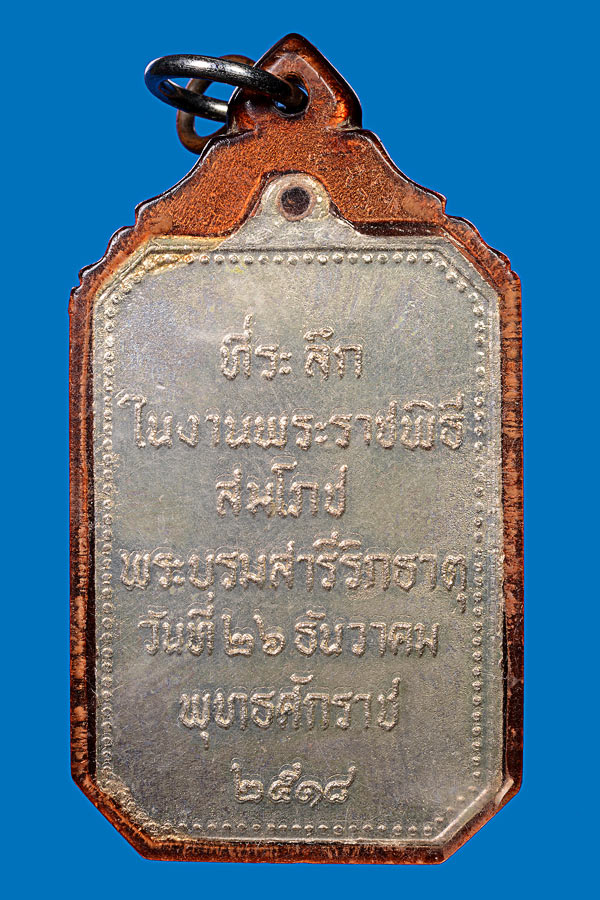 ที่ระลึก
ในงานพระราชพิธี
สมโภช
พระบรมสารีริกธาตุ
วันที่ ๒๖ ธันวาคม
พุทธศักราช
๒๕๑๘